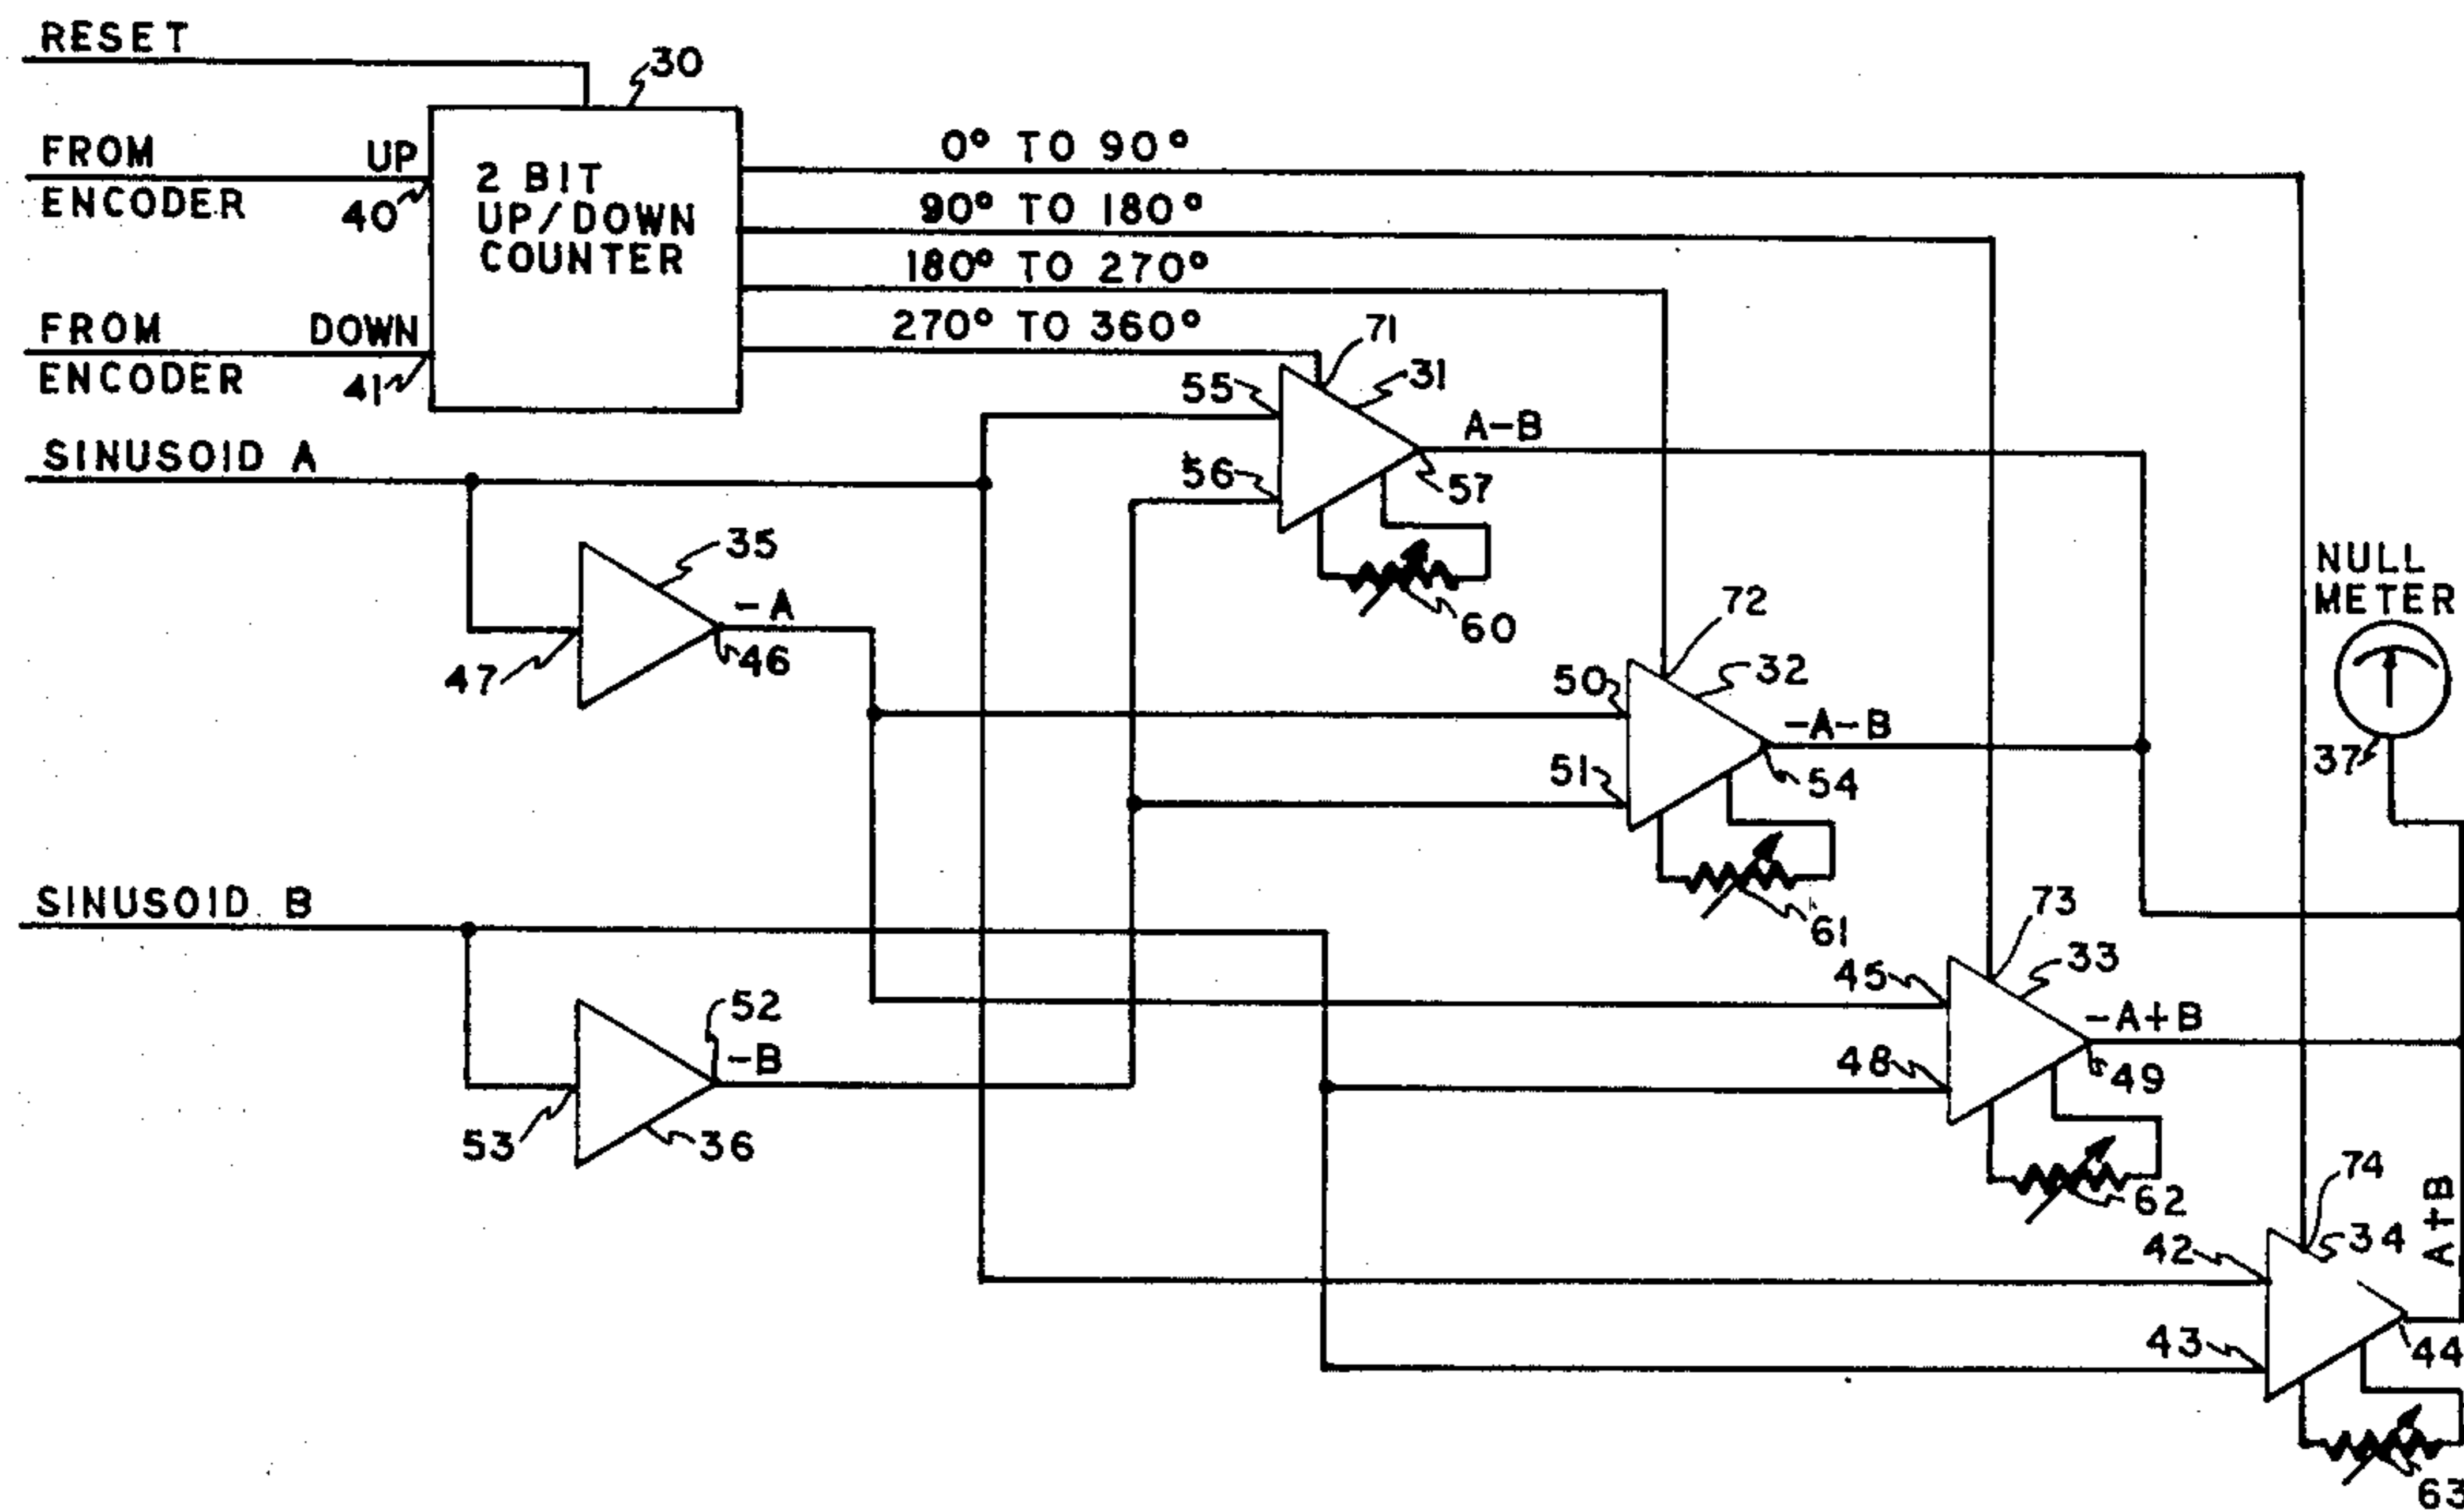 RESET
30
FROM
ENCODER
UP
40
2 BIT
UP/DOWN
COUNTER
0° TO 90°
90° TO 180°
180° TO 270°
270° TO 360°
FROM
ENCODER
DOWN
41
71
31
55
A-B
SINUSOID A
56
57
35
NULL
METER
-A
60
72
46
47
50
32
-A-B
37
51
54
SINUSOID B
61
73
45
33
52
-A+B
-B
48
49
53
36
74
62
A+B
42
34
43
44
63